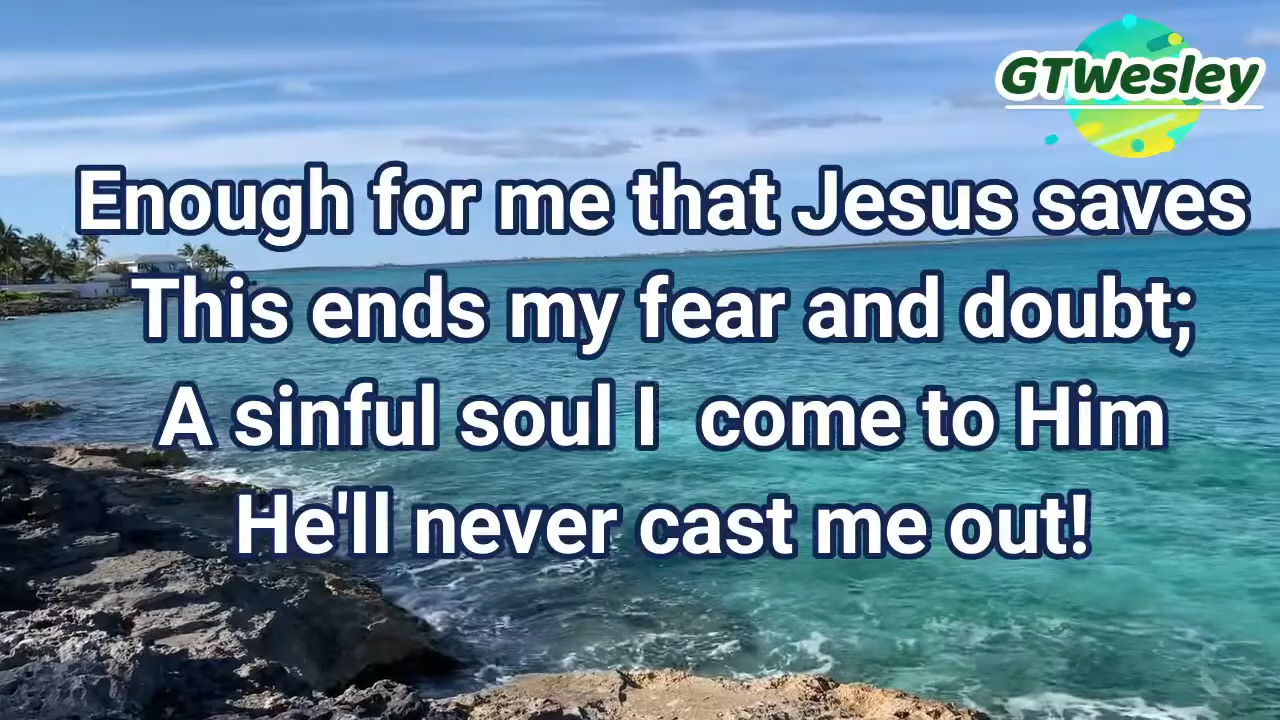 GTWesley
Enough for me that Jesus saves
This ends my fear and doubt;
A sinful soul I  come to Him
He'll never cast me out!